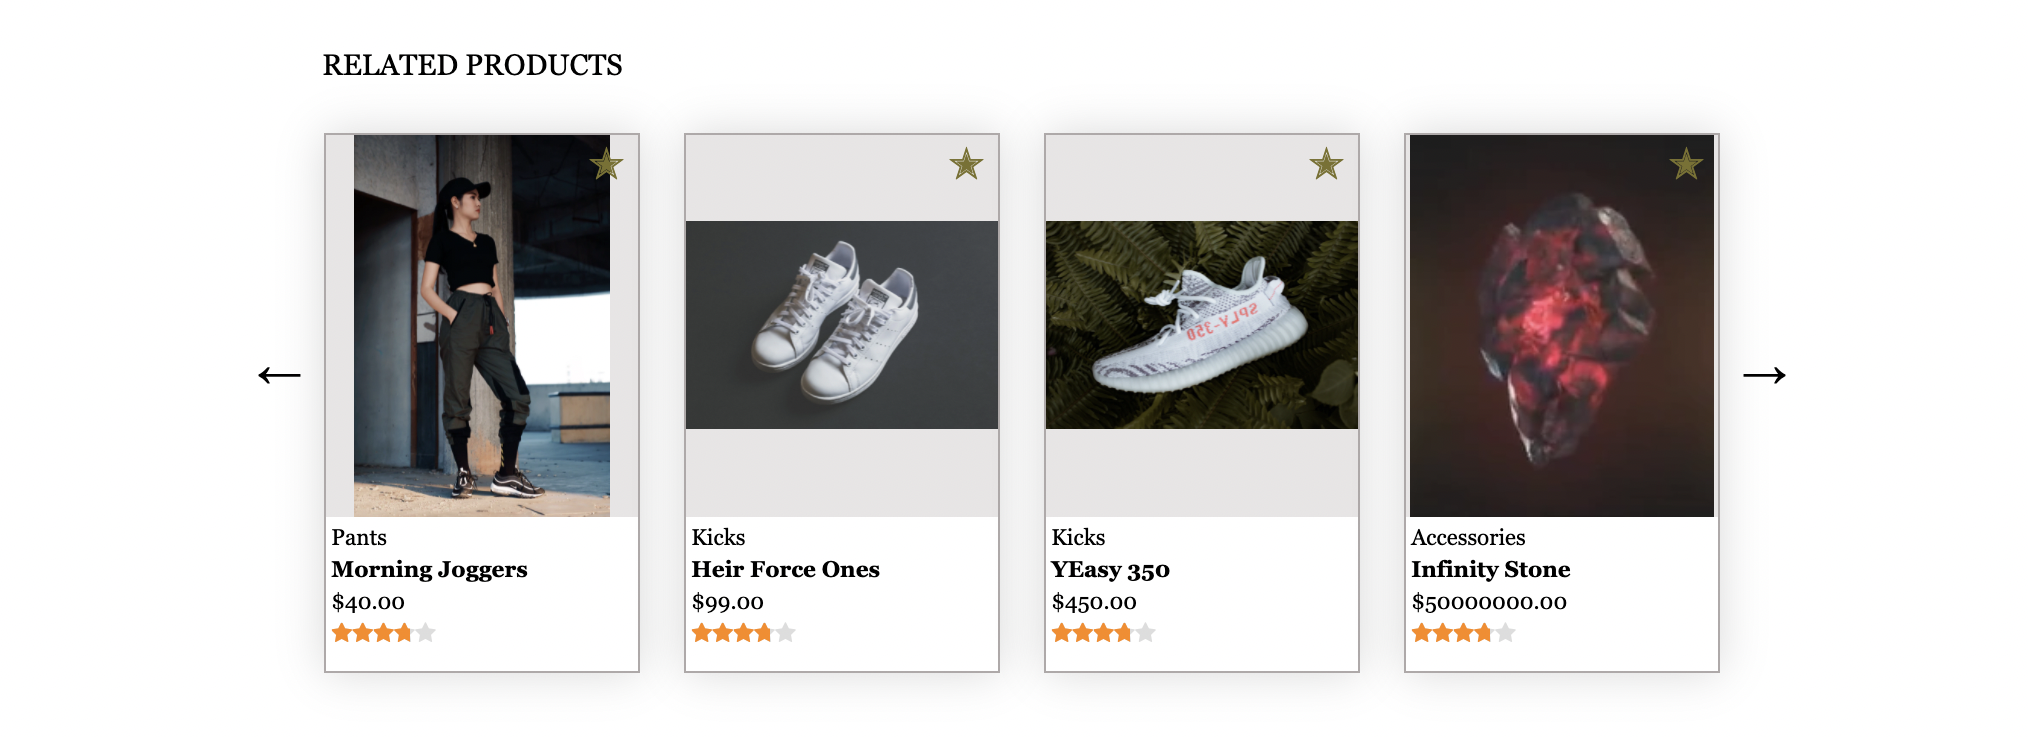 RELATED PRODUCTS
Pants
Morning Joggers
$40.00
Kicks
Heir Force Ones
$99.00
SPLY-350
Kicks
YEasy 350
$450.00
Accessories
Infinity Stone
$50000000.00